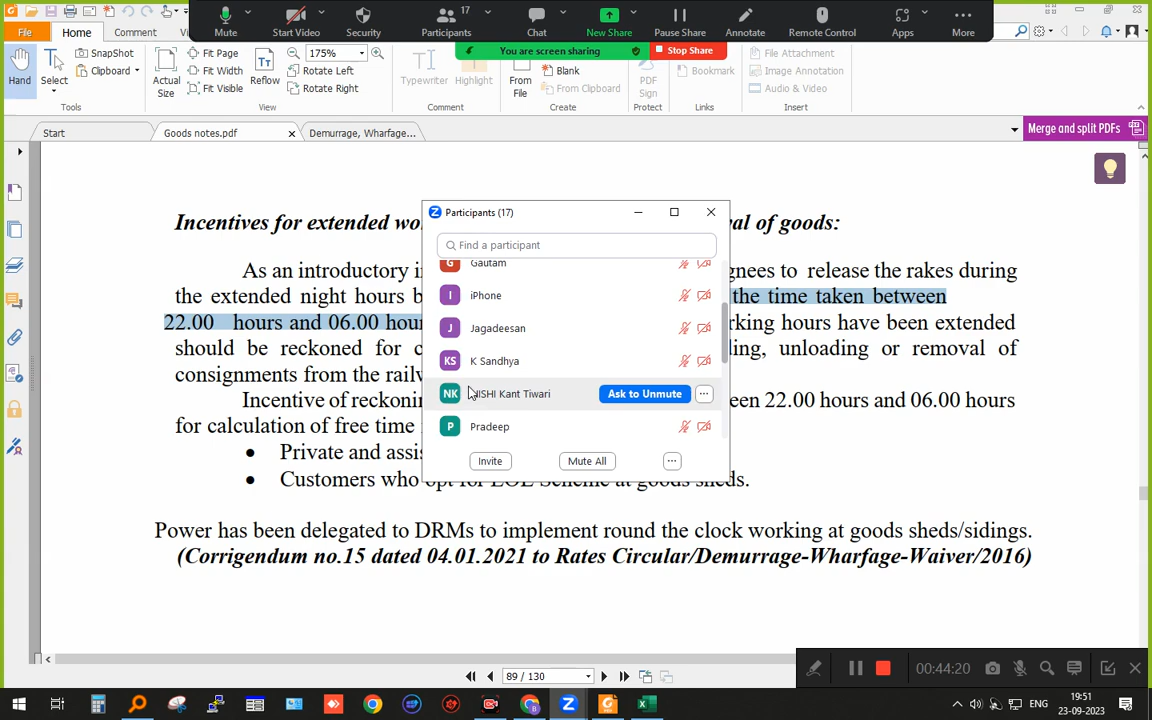 Mute
Start Video
Security
17
Participants
Chat
New Share
Pause Share
Annotate
Remote Control
Apps
More
You are screen sharing
Stop Share
File
Home
Comment
Hand
Select
SnapShot
Clipboard
Tools
Actual Size
Fit Page
Fit Width
Fit Visible
Reflow
175%
Rotate Left
Rotate Right
View
Typewriter
Highlight
Comment
From File
Blank
From Clipboard
Create
PDF Sign
Protect
Bookmark
Links
File Attachment
Image Annotation
Audio & Video
Insert
Start
Goods notes.pdf
Demurrage, Wharfage...
Merge and split PDFs
Incentives for extended wo
val of goods:
As an introductory i
gnees to release the rakes during
the extended night hours b
the time taken between
22.00 hours and 06.00 hour
rking hours have been extended
should be reckoned for c
ding, unloading or removal of
consignments from the rail
Incentive of reckoni
een 22.00 hours and 06.00 hours
for calculation of free time
Private and assis
Customers who opt for
Scheme at goods sheds.
Power has been delegated to DRMs to implement round the clock working at goods sheds/sidings.
(Corrigendum no.15 dated 04.01.2021 to Rates Circular/Demurrage-Wharfage-Waiver/2016)
Participants (17)
Find a participant
G Gautam
I iPhone
J Jagadeesan
KS K Sandhya
NK NISHI Kant Tiwari
Ask to Unmute
P Pradeep
Invite
Mute All
89 / 130
00:44:20
ENG
19:51
23-09-2023